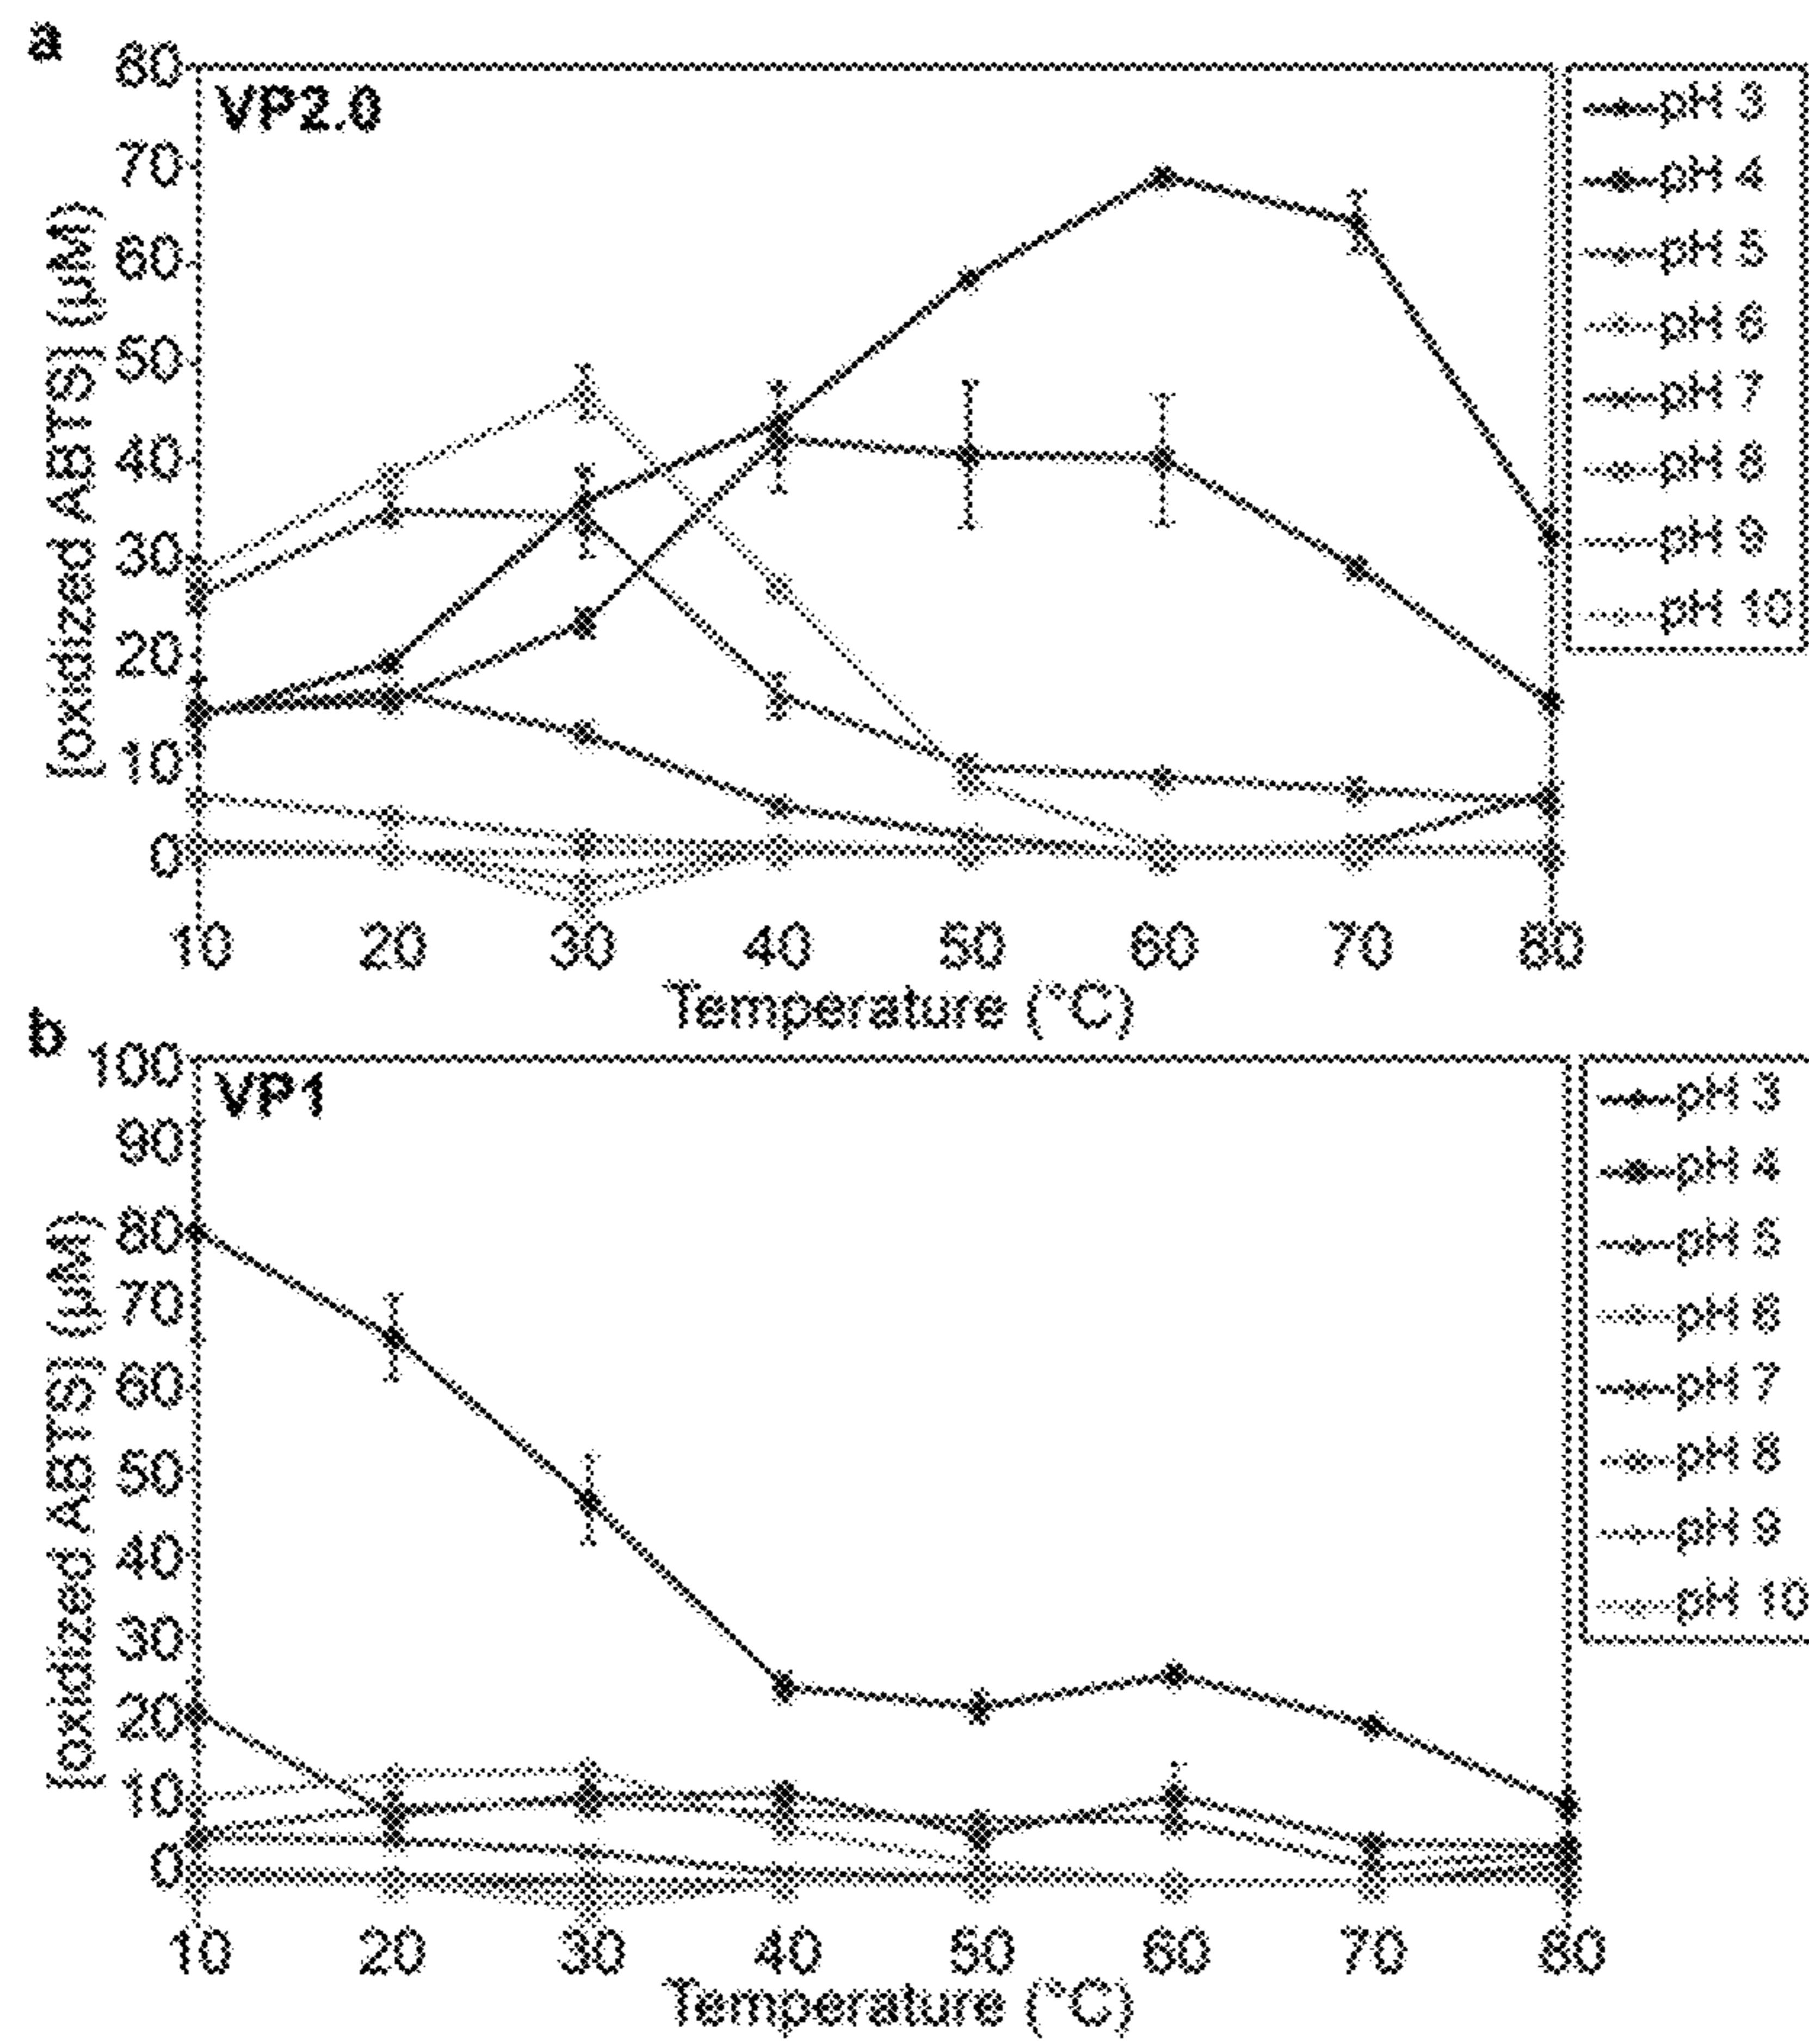 a
VP2.0
[oxidized ABTS] (µM)
80
70
60
50
40
30
20
10
0
10 20 30 40 50 60 70 80
Temperature (°C)
pH 3
pH 4
pH 5
pH 6
pH 7
pH 8
pH 9
pH 10
b
VP1
[oxidized ABTS] (µM)
100
90
80
70
60
50
40
30
20
10
0
10 20 30 40 50 60 70 80
Temperature (°C)
pH 3
pH 4
pH 5
pH 6
pH 7
pH 8
pH 9
pH 10